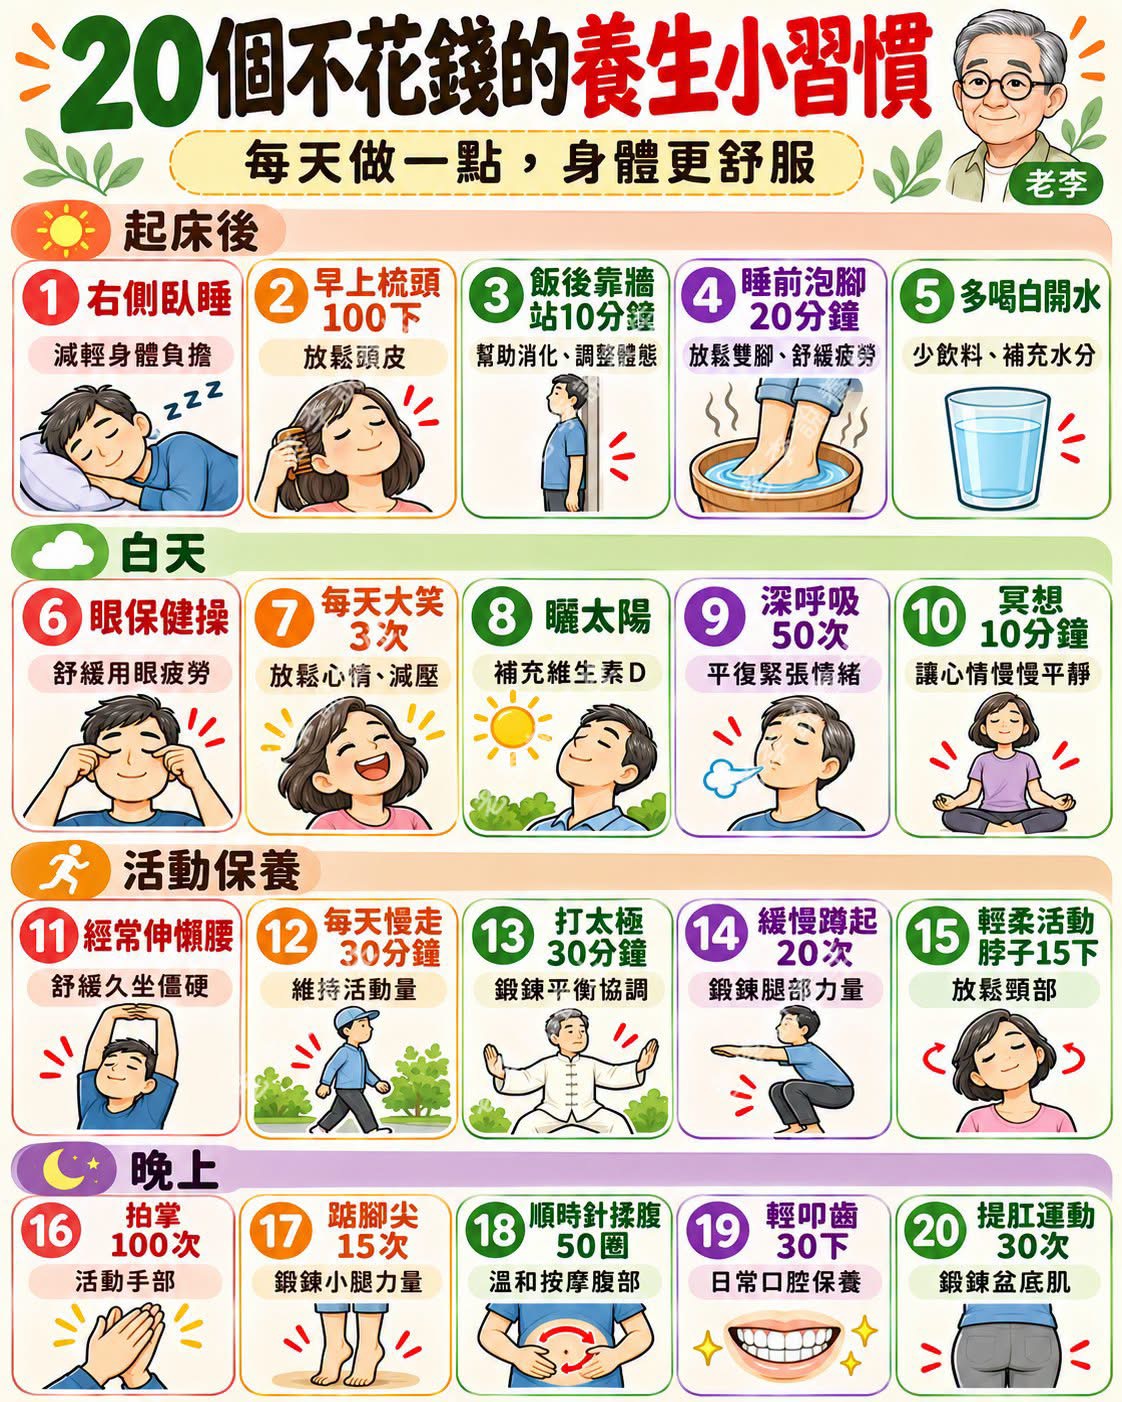 20個不花錢的養生小習慣
每天做一點，身體更舒服
老李
起床後
1 右側臥睡
減輕身體負擔
zzz
2 早上梳頭
100下
放鬆頭皮
3 飯後靠牆
站10分鐘
幫助消化、調整體態
4 睡前泡腳
20分鐘
放鬆雙腳、舒緩疲勞
5 多喝白開水
少飲料、補充水分
白天
6 眼保健操
舒緩用眼疲勞
7 每天大笑
3次
放鬆心情、減壓
8 曬太陽
補充維生素D
9 深呼吸
50次
平復緊張情緒
10 冥想
10分鐘
讓心情慢慢平靜
活動保養
11 經常伸懶腰
舒緩久坐僵硬
12 每天慢走
30分鐘
維持活動量
13 打太極
30分鐘
鍛鍊平衡協調
14 緩慢蹲起
20次
鍛鍊腿部力量
15 輕柔活動
脖子15下
放鬆頸部
晚上
16 拍掌
100次
活動手部
17 踮腳尖
15次
鍛鍊小腿力量
18 順時針揉腹
50圈
溫和按摩腹部
19 輕叩齒
30下
日常口腔保養
20 提肛運動
30次
鍛鍊盆底肌